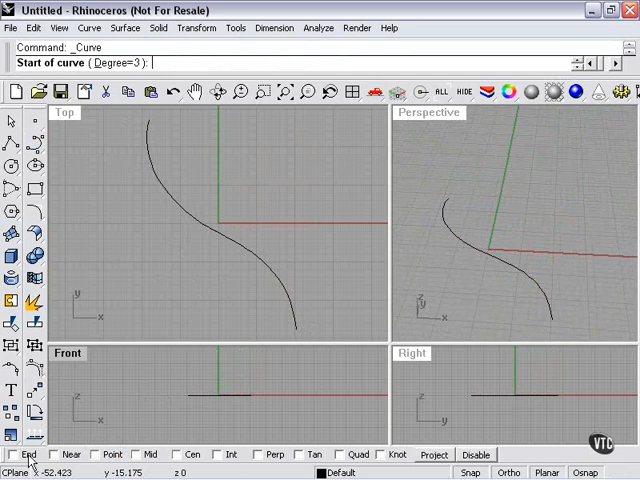 Untitled - Rhinoceros (Not For Resale)
File Edit View Curve Surface Solid Transform Tools Dimension Analyze Render Help
Command: _Curve
Start of curve ( Degree=3 ):
ALL HIDE
Top
Perspective
y
x
z
y
x
Front
Right
z
x
z
y
T
VTC
End Near Point Mid Cen Int Perp Tan Quad Knot Project Disable
CPlane x -52.423 y -15.175 z 0 Default Snap Ortho Planar Osnap